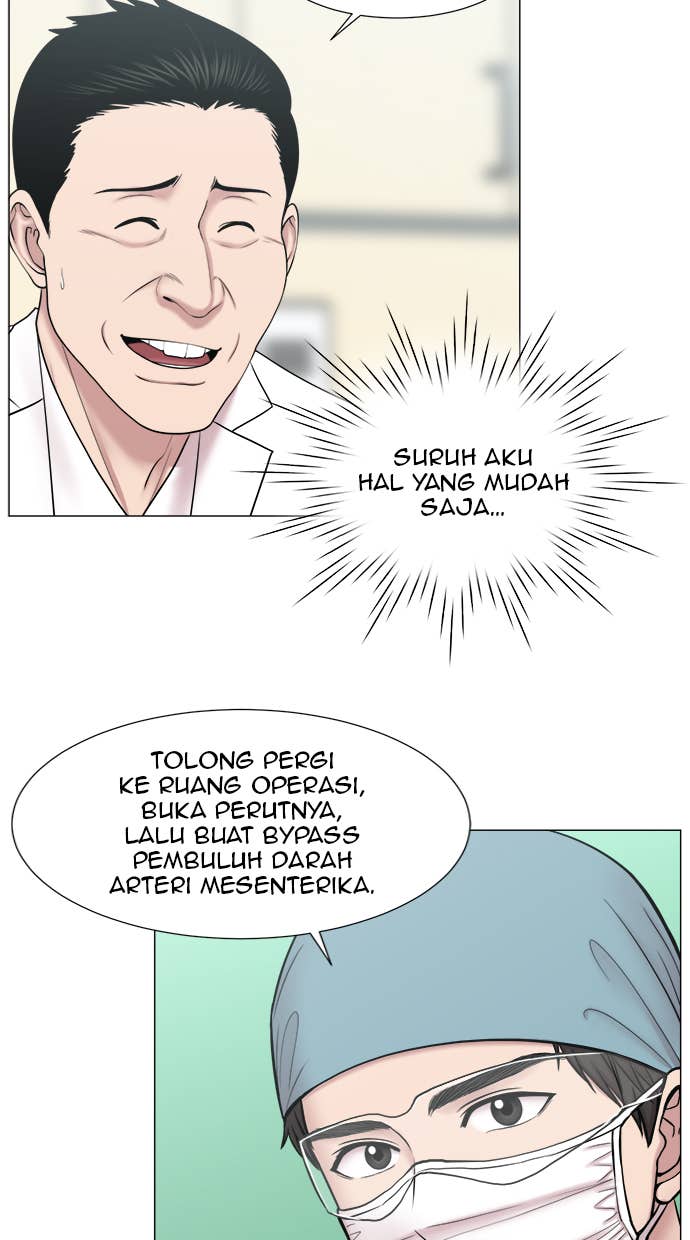 SURUH AKU
HAL YANG MUDAH
SAJA...
TOLONG PERGI
KE RUANG OPERASI,
BUKA PERUTNYA,
LALU BUAT BYPASS
PEMBULUH DARAH
ARTERI MESENTERIKA.